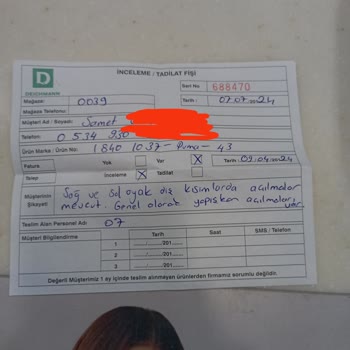 D
DEICHMANN
İNCELEME / TADİLAT FİŞİ
Seri No. 688470
Mağaza: 0039
Tarih: 07.07.2024
Mağaza Telefonu:
Müşteri Adı / Soyadı: Samet
Telefon: 0 534 930
Ürün Marka / Ürün No: 1840 1037 - Puma - 43
Fatura Yok Var X Tarih: 09.04.2024
Talep İnceleme X Tadilat
Müşterinin Şikayeti: Sağ ve sol ayak dış kısımlarda açılmalar
mevcut. Genel olarak yapışkan açılmaları var.
Teslim Alan Personel Adı: 07
Müşteri Bilgilendirme Tarih Saat SMS / Telefon
1 ....../....../201......
2 ....../....../201......
3 ....../....../201......
Değerli Müşterimiz 1 ay içinde teslim alınmayan ürünlerden firmamız sorumlu değildir.